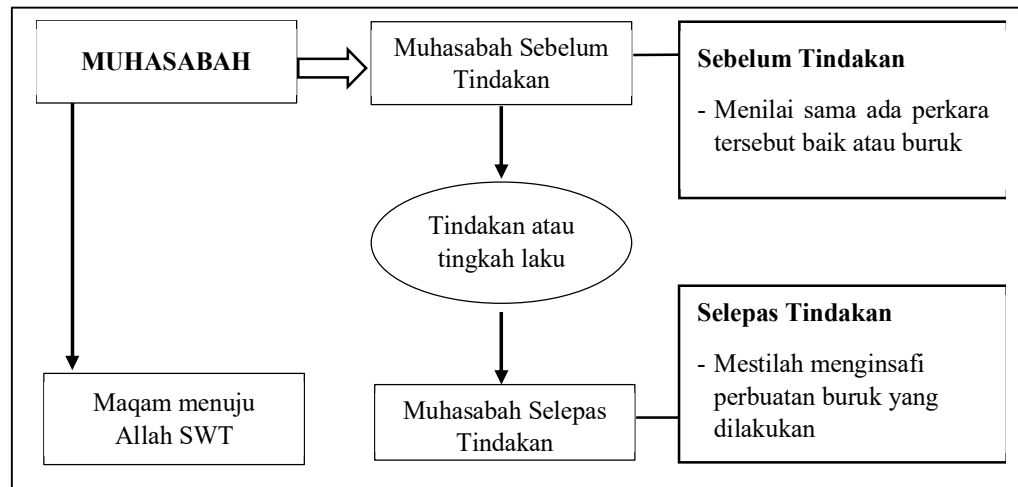 MUHASABAH
Muhasabah Sebelum
Tindakan
Sebelum Tindakan
- Menilai sama ada perkara
tersebut baik atau buruk
Tindakan atau
tingkah laku
Selepas Tindakan
- Mestilah menginsafi
perbuatan buruk yang
dilakukan
Maqam menuju
Allah SWT
Muhasabah Selepas
Tindakan